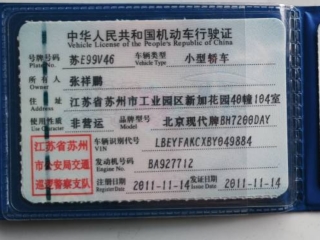 中华人民共和国机动车行驶证
Vehicle License of the People's Republic of China
号牌号码 苏E99V46 车辆类型 小型轿车
Plate No. Vehicle Type
所有人 张祥鹏
Owner
住址 江苏省苏州市工业园区新加花园40幢104室
Address
使用性质 非营运 品牌型号 北京现代牌BH7200DAY
Use Character Model
江苏省苏州
市公安局交通
巡逻警察支队
车辆识别代号 LBEYFAKCXBY049884
VIN
发动机号码 BA927712
Engine No.
注册日期 2011-11-14 发证日期 2011-11-14
Register Date Issue Date